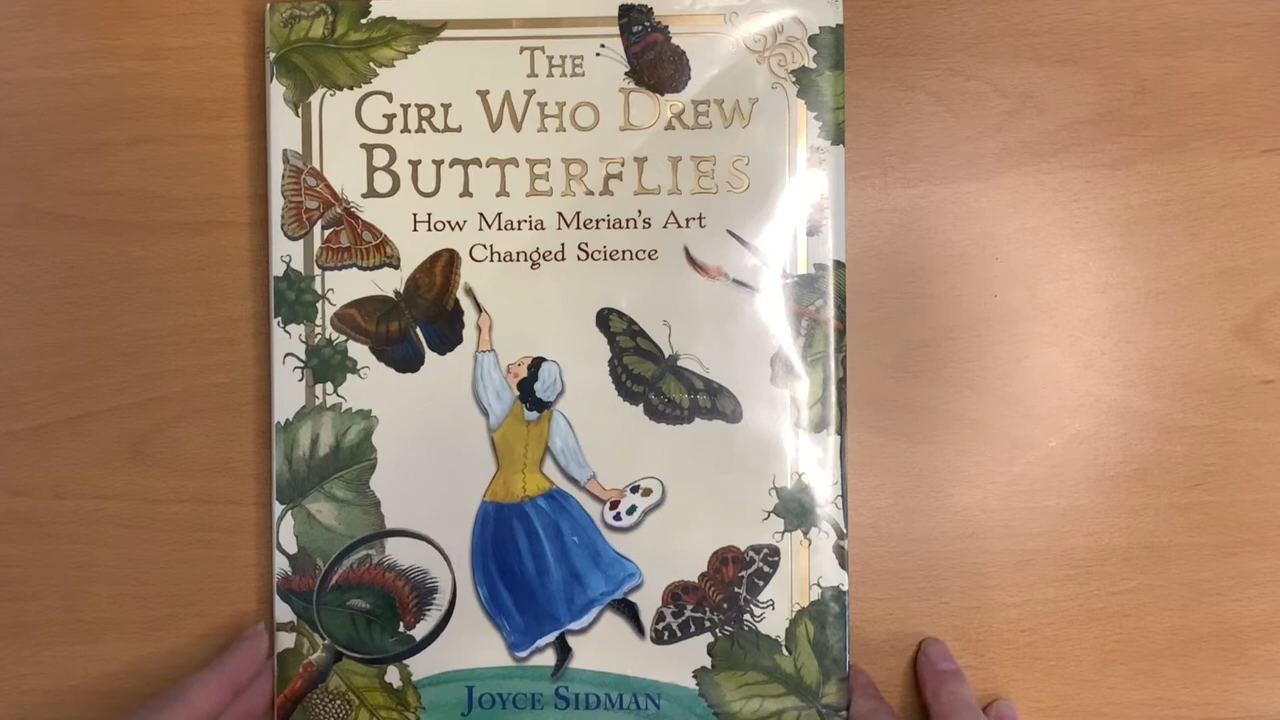 The
Girl Who Drew
Butterflies
How Maria Merian's Art
Changed Science
Joyce Sidman